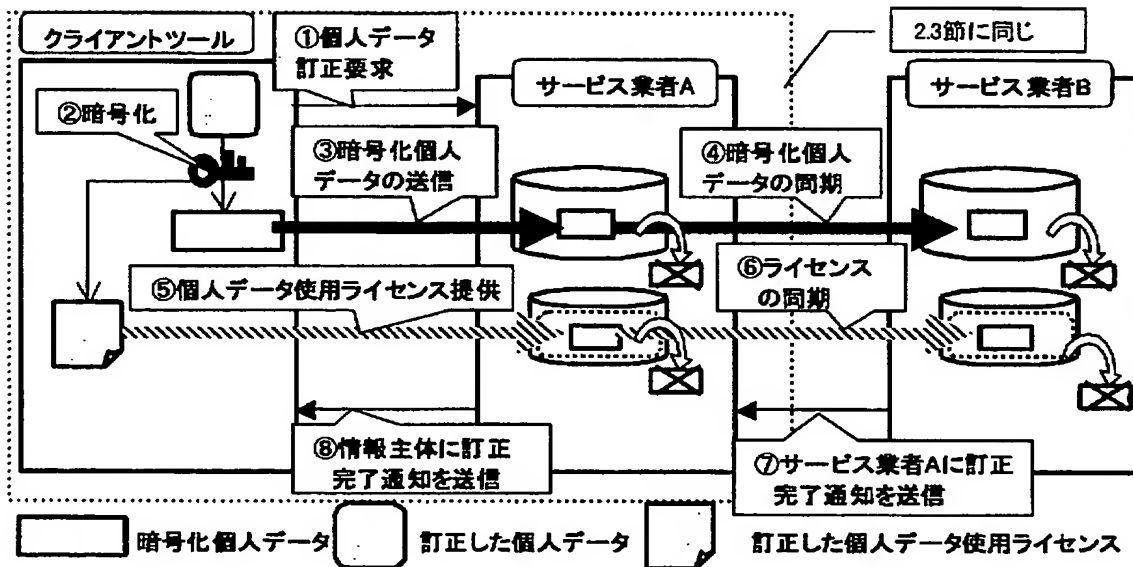 クライアントツール
①個人データ
訂正要求
2.3節に同じ
サービス業者A
サービス業者B
②暗号化
③暗号化個人
データの送信
④暗号化個人
データの同期
⑤個人データ使用ライセンス提供
⑥ライセンス
の同期
⑧情報主体に訂正
完了通知を送信
⑦サービス業者Aに訂正
完了通知を送信
暗号化個人データ
訂正した個人データ
訂正した個人データ使用ライセンス